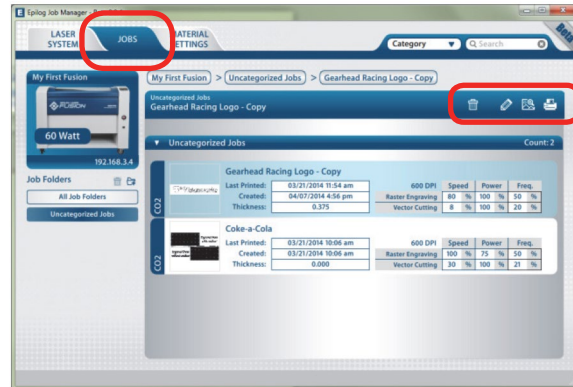 Epilog Job Manager
LASER SYSTEM
JOBS
MATERIAL
ETTINGS
Beta
Category
Search
My First Fusion
My First Fusion > Uncategorized Jobs > Gearhead Racing Logo - Copy
FUSION
60 Watt
192.168.3.4
Uncategorized Jobs
Gearhead Racing Logo - Copy
Job Folders
All Job Folders
Uncategorized Jobs
Uncategorized Jobs Count: 2
CO2
Gearhead Racing Logo - Copy
Last Printed: 03/21/2014 11:54 am 600 DPI Speed Power Freq.
Created: 04/07/2014 4:56 pm Raster Engraving 80 % 100 % 50 %
Thickness: 0.375 Vector Cutting 8 % 100 % 20 %
CO2
Coke-a-Cola
Last Printed: 03/21/2014 10:06 am 600 DPI Speed Power Freq.
Created: 03/21/2014 10:06 am Raster Engraving 100 % 75 % 50 %
Thickness: 0.000 Vector Cutting 30 % 100 % 21 %